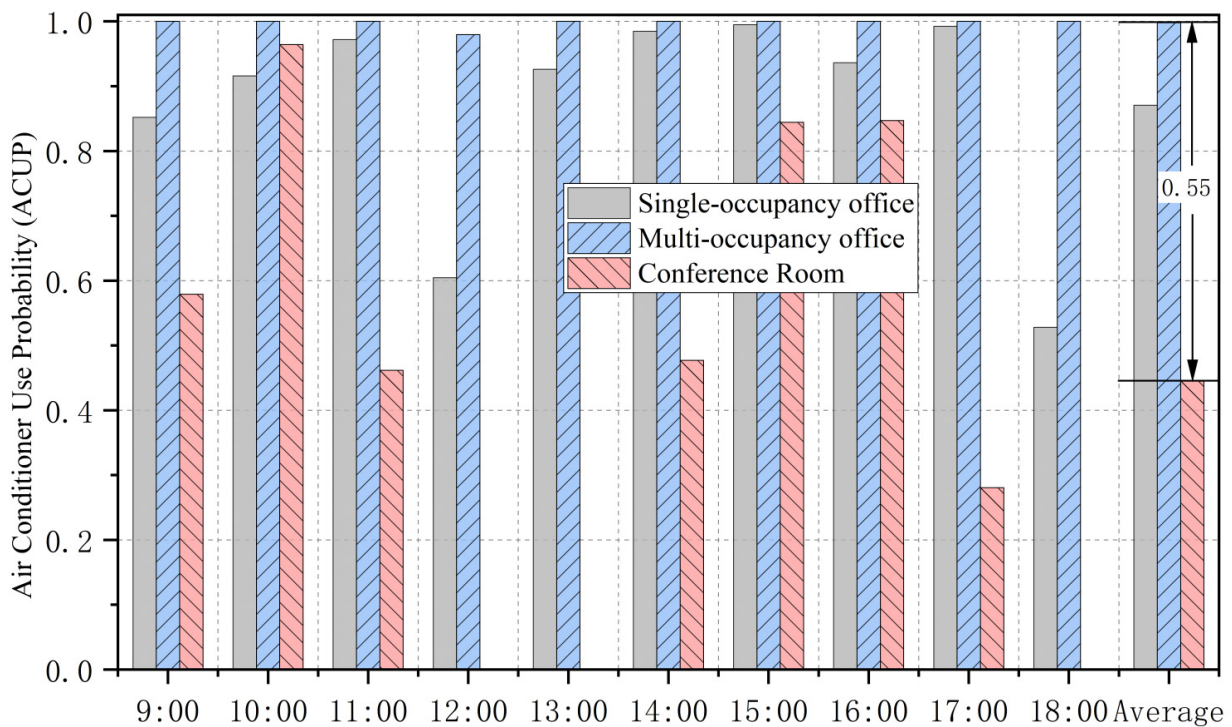 Air Conditioner Use Probability (ACUP)
1.0
0.8
0.6
0.4
0.2
0.0
Single-occupancy office
Multi-occupancy office
Conference Room
0.55
9:00 10:00 11:00 12:00 13:00 14:00 15:00 16:00 17:00 18:00 Average